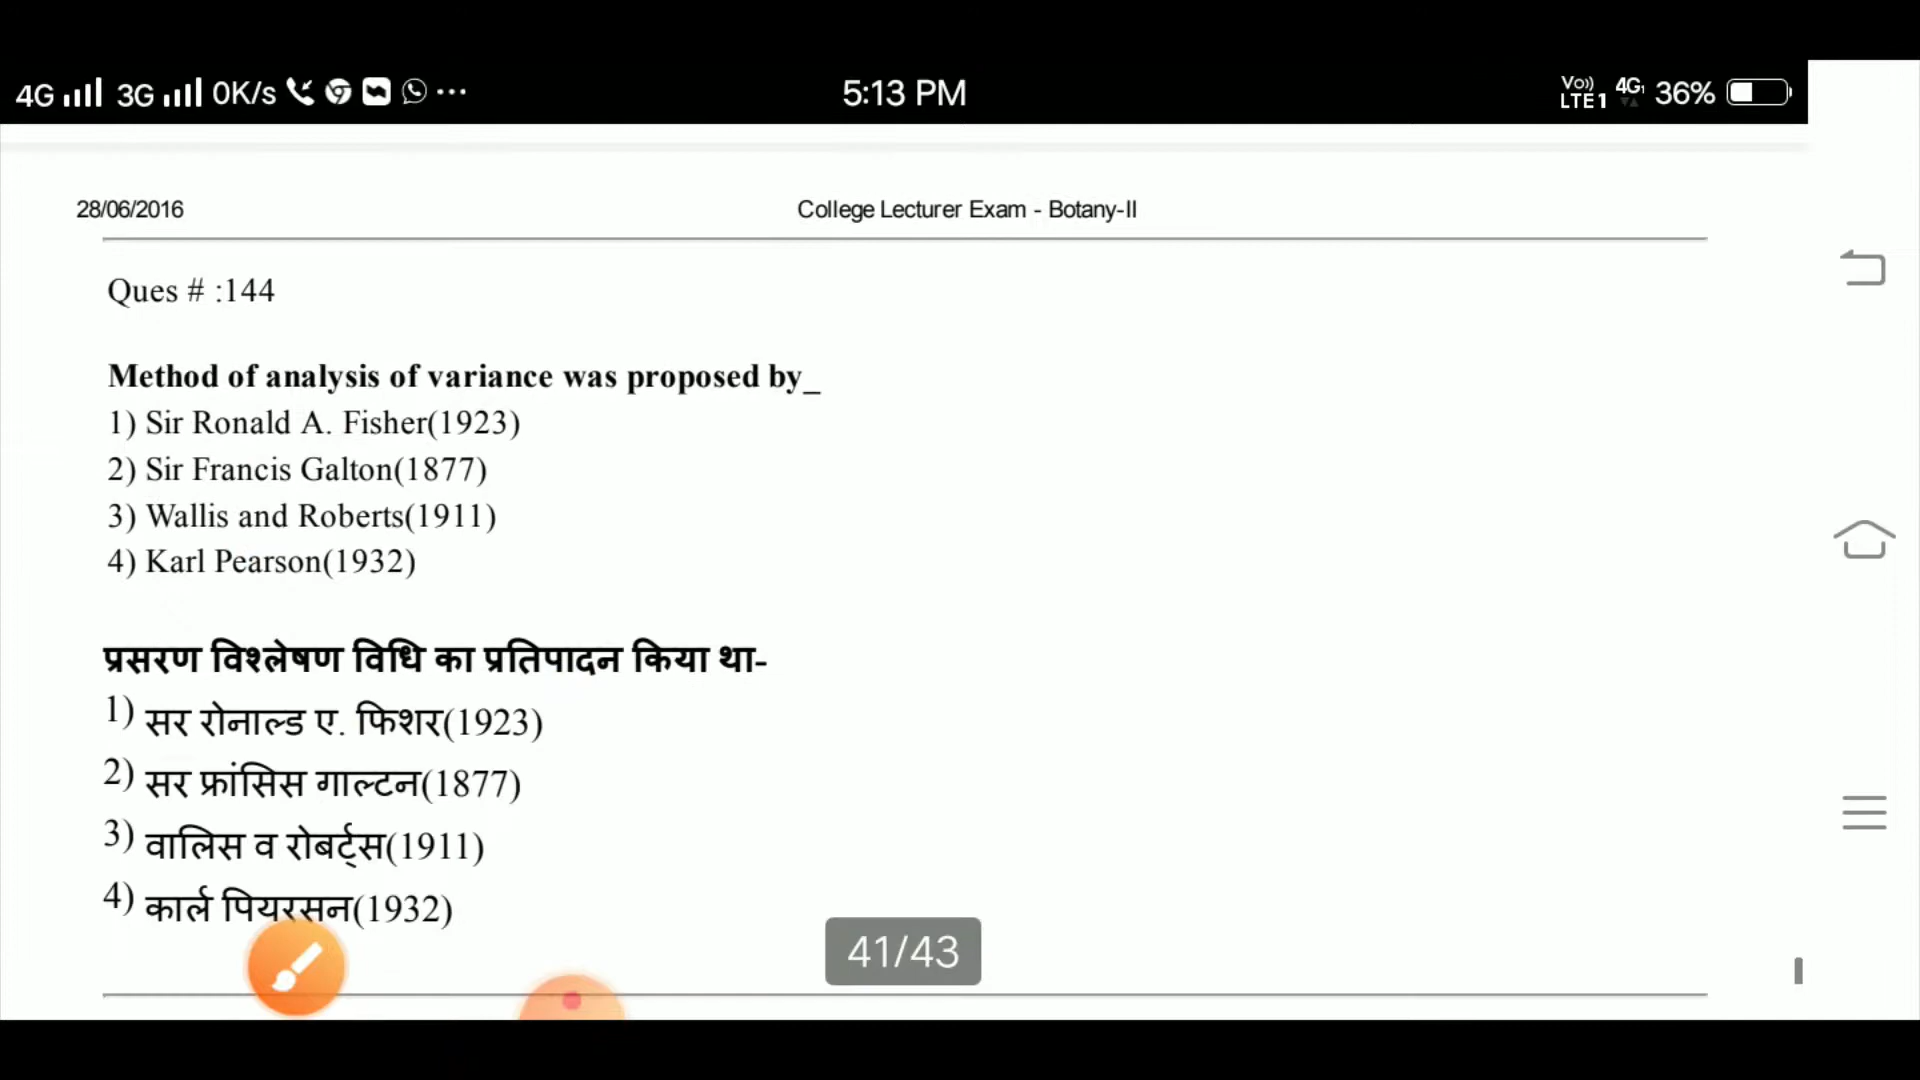 4G 3G 0K/s ... 5:13 PM Vo)) LTE1 4G 36%
28/06/2016 College Lecturer Exam - Botany-II
Ques # :144
Method of analysis of variance was proposed by_
1) Sir Ronald A. Fisher(1923)
2) Sir Francis Galton(1877)
3) Wallis and Roberts(1911)
4) Karl Pearson(1932)
प्रसरण विश्लेषण विधि का प्रतिपादन किया था-
1) सर रोनाल्ड ए. फिशर(1923)
2) सर फ्रांसिस गाल्टन(1877)
3) वालिस व रोबर्ट्स(1911)
4) कार्ल पियरसन(1932)
41/43